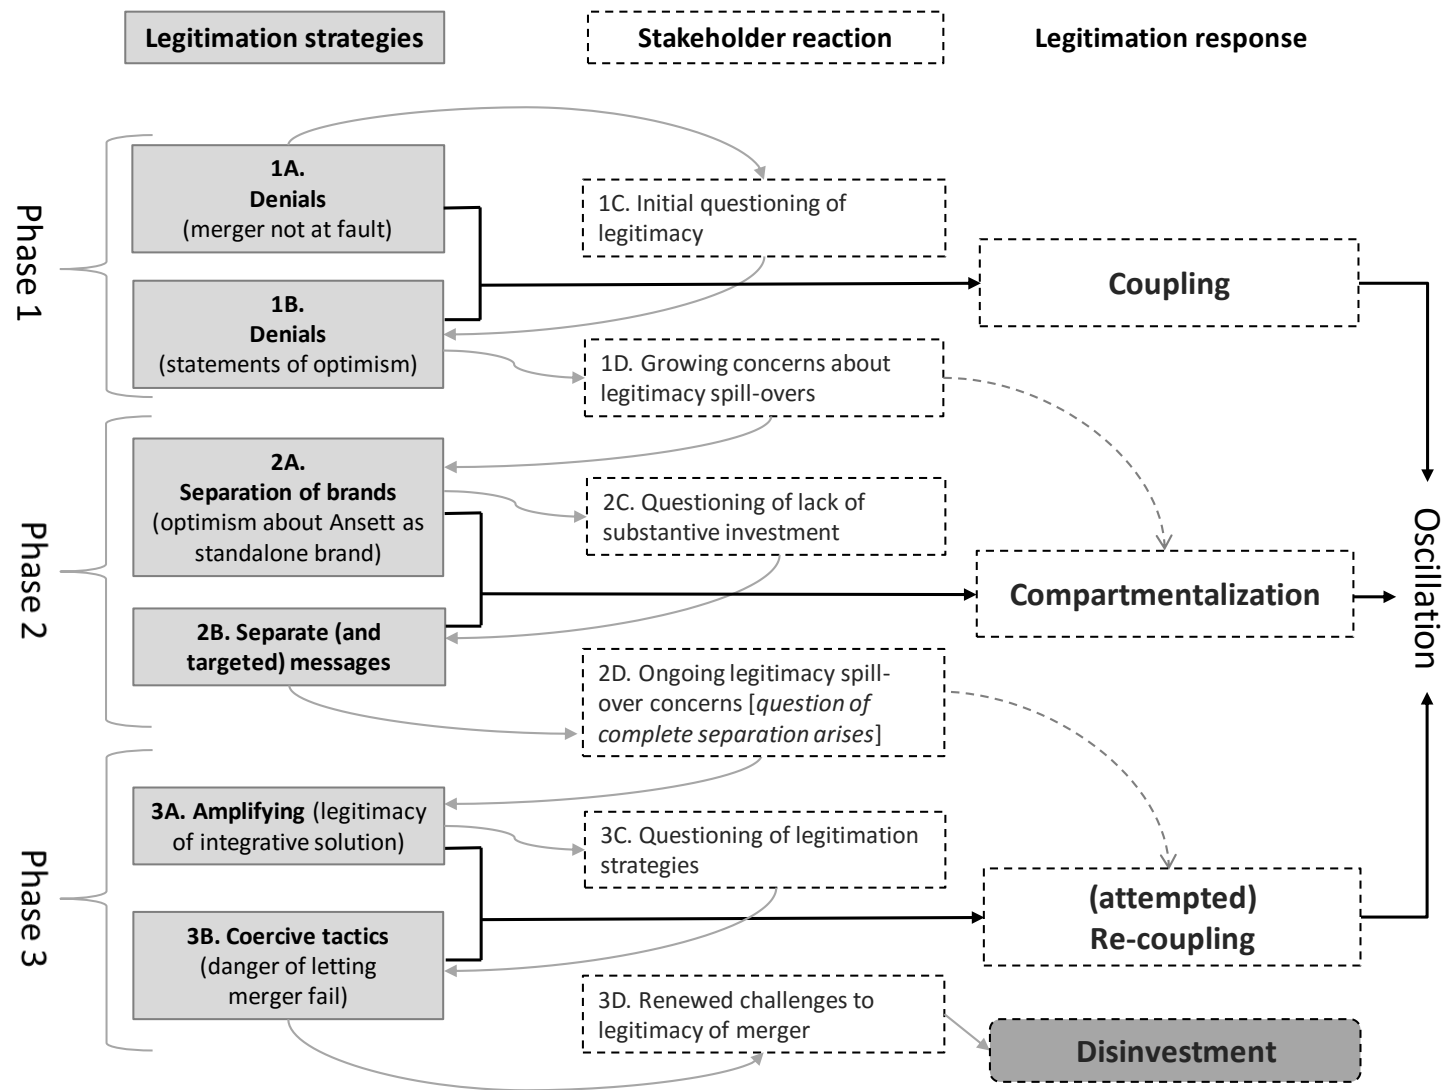 Legitimation strategies
Stakeholder reaction
Legitimation response
Phase 1
1A.
Denials
(merger not at fault)
1C. Initial questioning of
legitimacy
Coupling
1B.
Denials
(statements of optimism)
1D. Growing concerns about
legitimacy spill-overs
Phase 2
2A.
Separation of brands
(optimism about Ansett as
standalone brand)
2C. Questioning of lack of
substantive investment
Compartmentalization
Oscillation
2B. Separate (and
targeted) messages
2D. Ongoing legitimacy spill-
over concerns [question of
complete separation arises]
Phase 3
3A. Amplifying (legitimacy
of integrative solution)
3C. Questioning of legitimation
strategies
(attempted)
Re-coupling
3B. Coercive tactics
(danger of letting
merger fail)
3D. Renewed challenges to
legitimacy of merger
Disinvestment